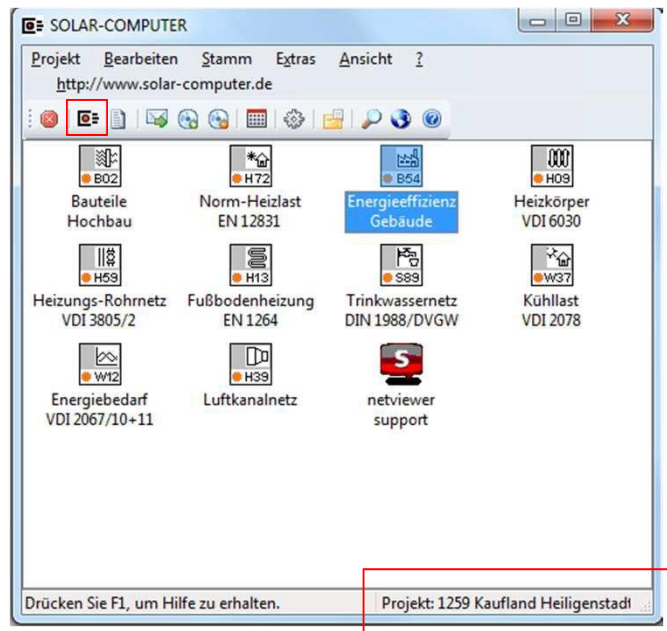 SOLAR-COMPUTER
Projekt Bearbeiten Stamm Extras Ansicht ?
http://www.solar-computer.de
B02
Bauteile
Hochbau
H72
Norm-Heizlast
EN 12831
B54
Energieeffizienz
Gebäude
H09
Heizkörper
VDI 6030
H59
Heizungs-Rohrnetz
VDI 3805/2
H13
Fußbodenheizung
EN 1264
S89
Trinkwassernetz
DIN 1988/DVGW
W37
Kühllast
VDI 2078
W12
Energiebedarf
VDI 2067/10+11
H39
Luftkanalnetz
S
netviewer
support
Drücken Sie F1, um Hilfe zu erhalten. Projekt: 1259 Kaufland Heiligenstadt